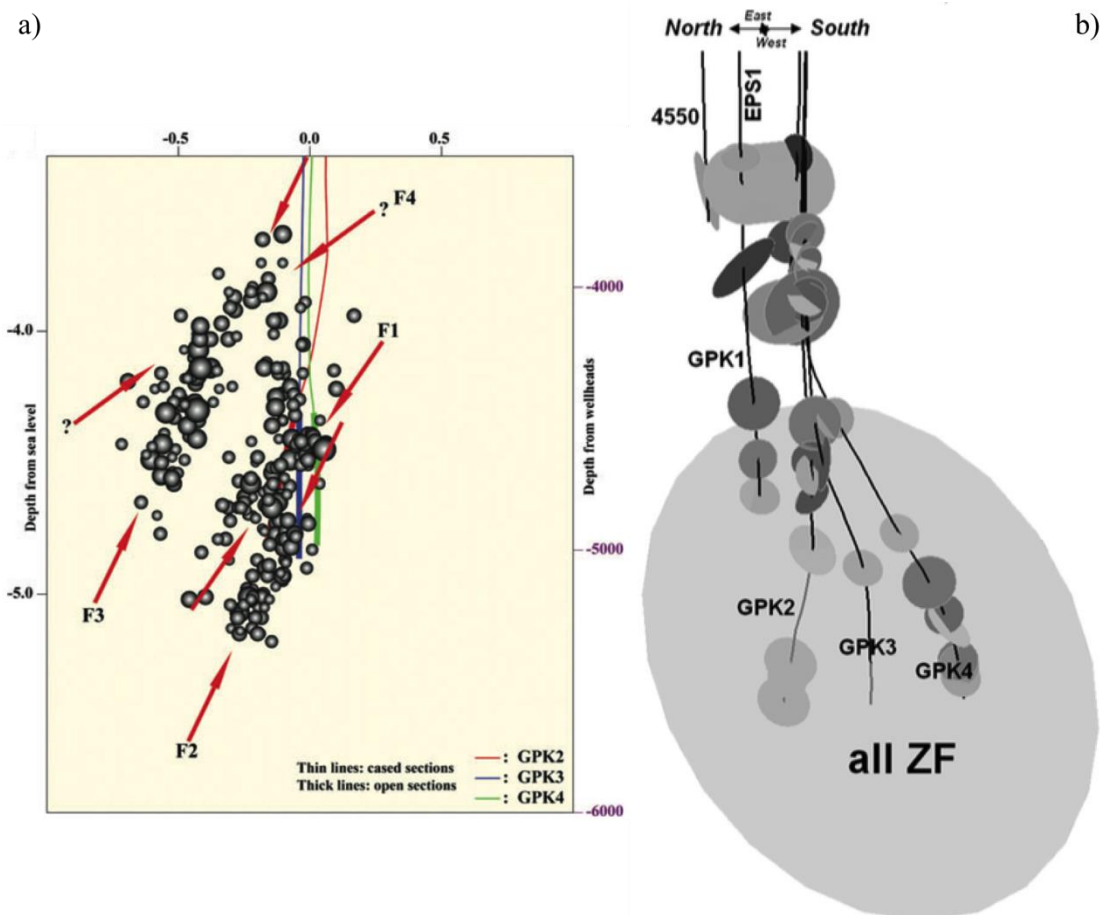 a)
-0.5 0.0 0.5
? F4
-4.0
F1
?
Depth from sea level
-5.0
F3
F2
Thin lines: cased sections
Thick lines: open sections
: GPK2
: GPK3
: GPK4
-4000
Depth from wellheads
-5000
-6000
b)
East
North South
West
4550
EPS1
GPK1
GPK2
GPK3
GPK4
all ZF